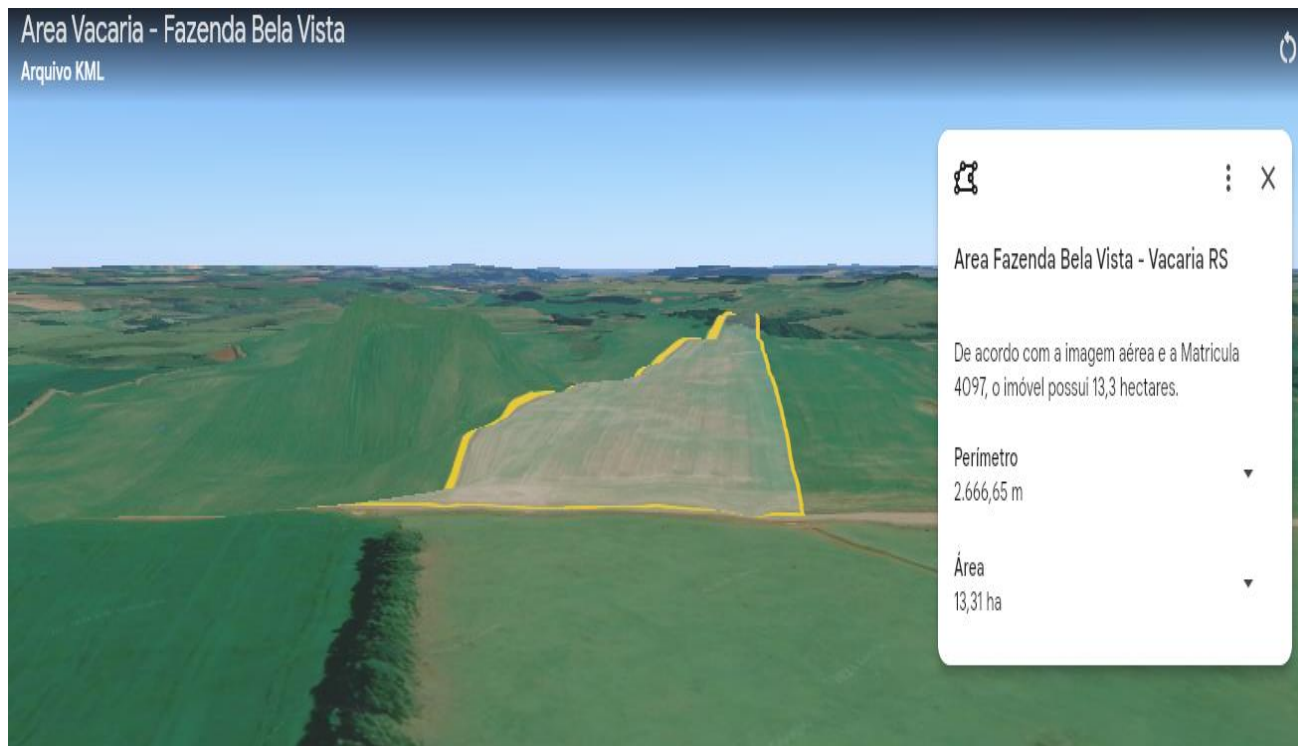 Area Vacaria - Fazenda Bela Vista
Arquivo KML
Area Fazenda Bela Vista - Vacaria RS
De acordo com a imagem aérea e a Matricula
4097, o imóvel possui 13,3 hectares.
Perímetro
2.666,65 m
Área
13,31 ha